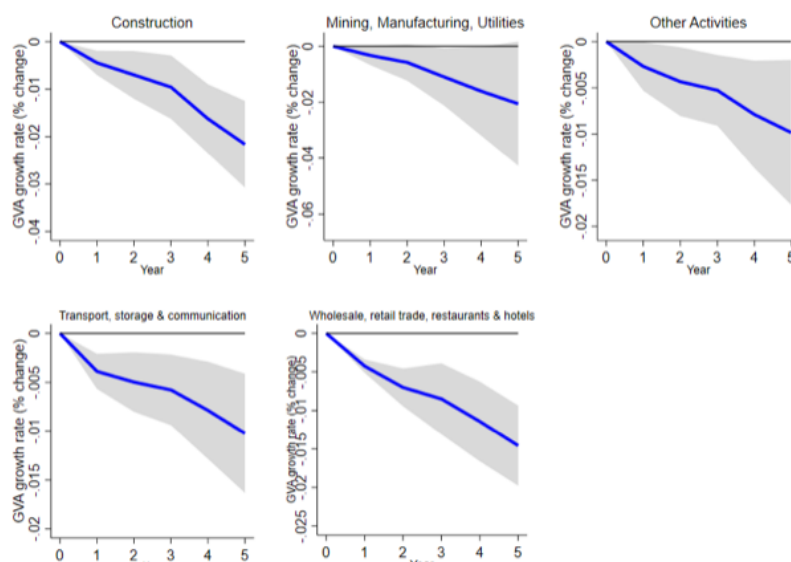 Construction
GVA growth rate (% change)
0
-.01
-.02
-.03
-.04
0 1 2 3 4 5
Year
Mining, Manufacturing, Utilities
GVA growth rate (% change)
0
-.02
-.04
-.06
0 1 2 3 4 5
Year
Other Activities
GVA growth rate (% change)
0
-.005
-.01
-.015
-.02
0 1 2 3 4 5
Year
Transport, storage & communication
GVA growth rate (% change)
0
-.005
-.01
-.015
-.02
0 1 2 3 4 5
Wholesale, retail trade, restaurants & hotels
GVA growth rate (% change)
0
-.005
-.01
-.015
-.02
-.025
0 1 2 3 4 5